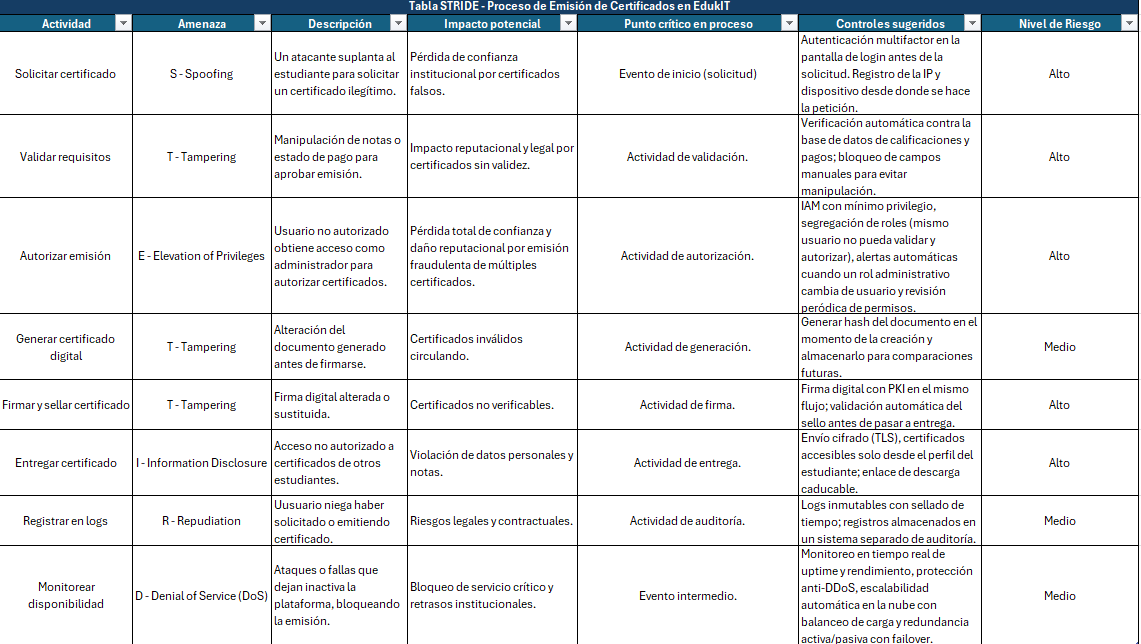 Tabla STRIDE - Proceso de Emisión de Certificados en EdukIT
Actividad
Amenaza
Descripción
Impacto potencial
Punto crítico en proceso
Controles sugeridos
Nivel de Riesgo
Solicitar certificado
S - Spoofing
Un atacante suplanta al
estudiante para solicitar
un certificado ilegítimo.
Pérdida de confianza
institucional por certificados
falsos.
Evento de inicio (solicitud)
Autenticación multifactor en la
pantalla de login antes de la
solicitud. Registro de la IP y
dispositivo desde donde se hace
la petición.
Alto
Validar requisitos
T - Tampering
Manipulación de notas o
estado de pago para
aprobar emisión.
Impacto reputacional y legal por
certificados sin validez.
Actividad de validación.
Verificación automática contra la
base de datos de calificaciones y
pagos; bloqueo de campos
manuales para evitar
manipulación.
Alto
Autorizar emisión
E - Elevation of Privileges
Usuario no autorizado
obtiene acceso como
administrador para
autorizar certificados.
Pérdida total de confianza y
daño reputacional por emisión
fraudulenta de múltiples
certificados.
Actividad de autorización.
IAM con mínimo privilegio,
segregación de roles (mismo
usuario no pueda validar y
autorizar), alertas automáticas
cuando un rol administrativo
cambia de usuario y revisión
peródica de permisos.
Alto
Generar certificado
digital
T - Tampering
Alteración del
documento generado
antes de firmarse.
Certificados inválidos
circulando.
Actividad de generación.
Generar hash del documento en el
momento de la creación y
almacenarlo para comparaciones
futuras.
Medio
Firmar y sellar certificado
T - Tampering
Firma digital alterada o
sustituida.
Certificados no verificables.
Actividad de firma.
Firma digital con PKI en el mismo
flujo; validación automática del
sello antes de pasar a entrega.
Alto
Entregar certificado
I - Information Disclosure
Acceso no autorizado a
certificados de otros
estudiantes.
Violación de datos personales y
notas.
Actividad de entrega.
Envío cifrado (TLS), certificados
accesibles solo desde el perfil del
estudiante; enlace de descarga
caducable.
Alto
Registrar en logs
R - Repudiation
Uusuario niega haber
solicitado o emitiendo
certificado.
Riesgos legales y contractuales.
Actividad de auditoría.
Logs inmutables con sellado de
tiempo; registros almacenados en
un sistema separado de auditoría.
Medio
Monitorear
disponibilidad
D - Denial of Service (DoS)
Ataques o fallas que
dejan inactiva la
plataforma, bloqueando
la emisión.
Bloqueo de servicio crítico y
retrasos institucionales.
Evento intermedio.
Monitoreo en tiempo real de
uptime y rendimiento, protección
anti-DDoS, escalabilidad
automática en la nube con
balanceo de carga y redundancia
activa/pasiva con failover.
Medio